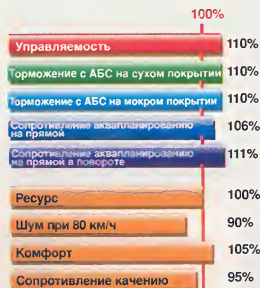 100%
Управляемость 110%
Торможение с АБС на сухом покрытии 110%
Торможение с АБС на мокром покрытии 110%
Сопротивление аквапланированию
на прямой 106%
Сопротивление аквапланированию
на прямой в повороте 111%
Ресурс 100%
Шум при 80 км/ч 90%
Комфорт 105%
Сопротивление качению 95%